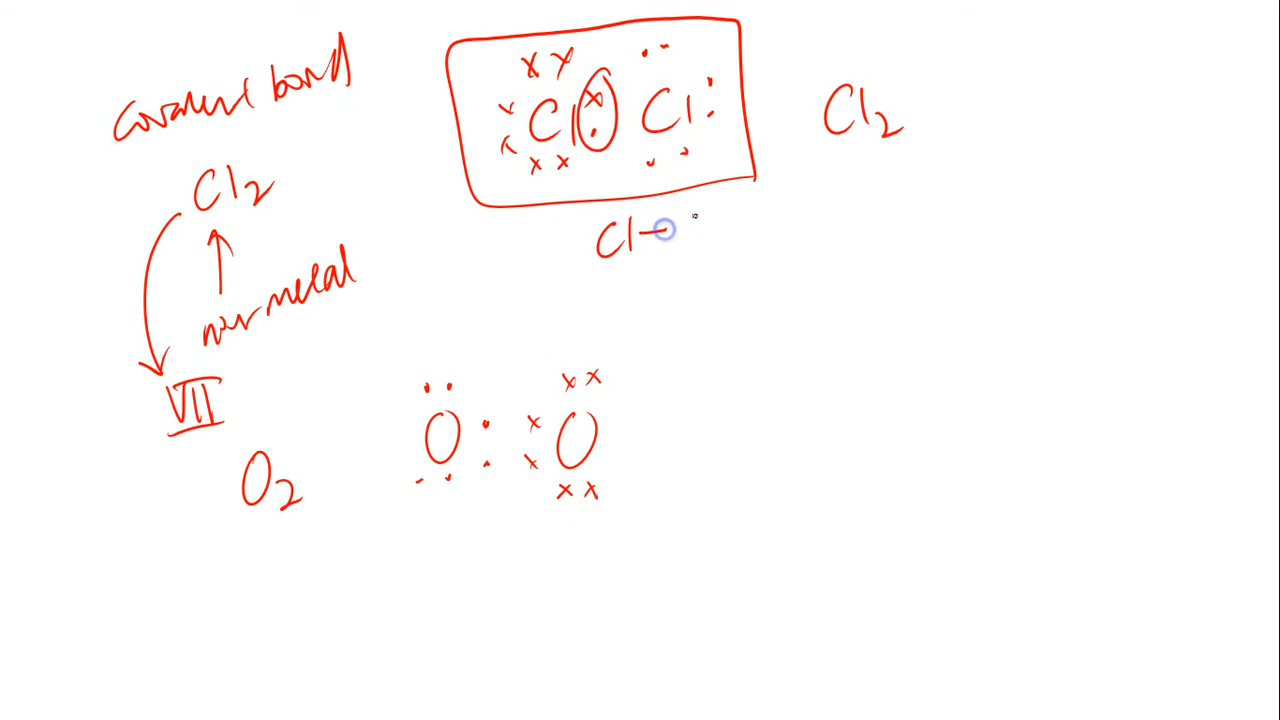 covalent bond
Cl Cl
Cl2
Cl2
Cl–
non metal
VII
O O
O2